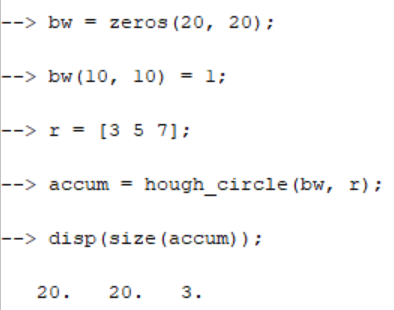 --> bw = zeros(20, 20);
--> bw(10, 10) = 1;
--> r = [3 5 7];
--> accum = hough_circle(bw, r);
--> disp(size(accum));
20. 20. 3.